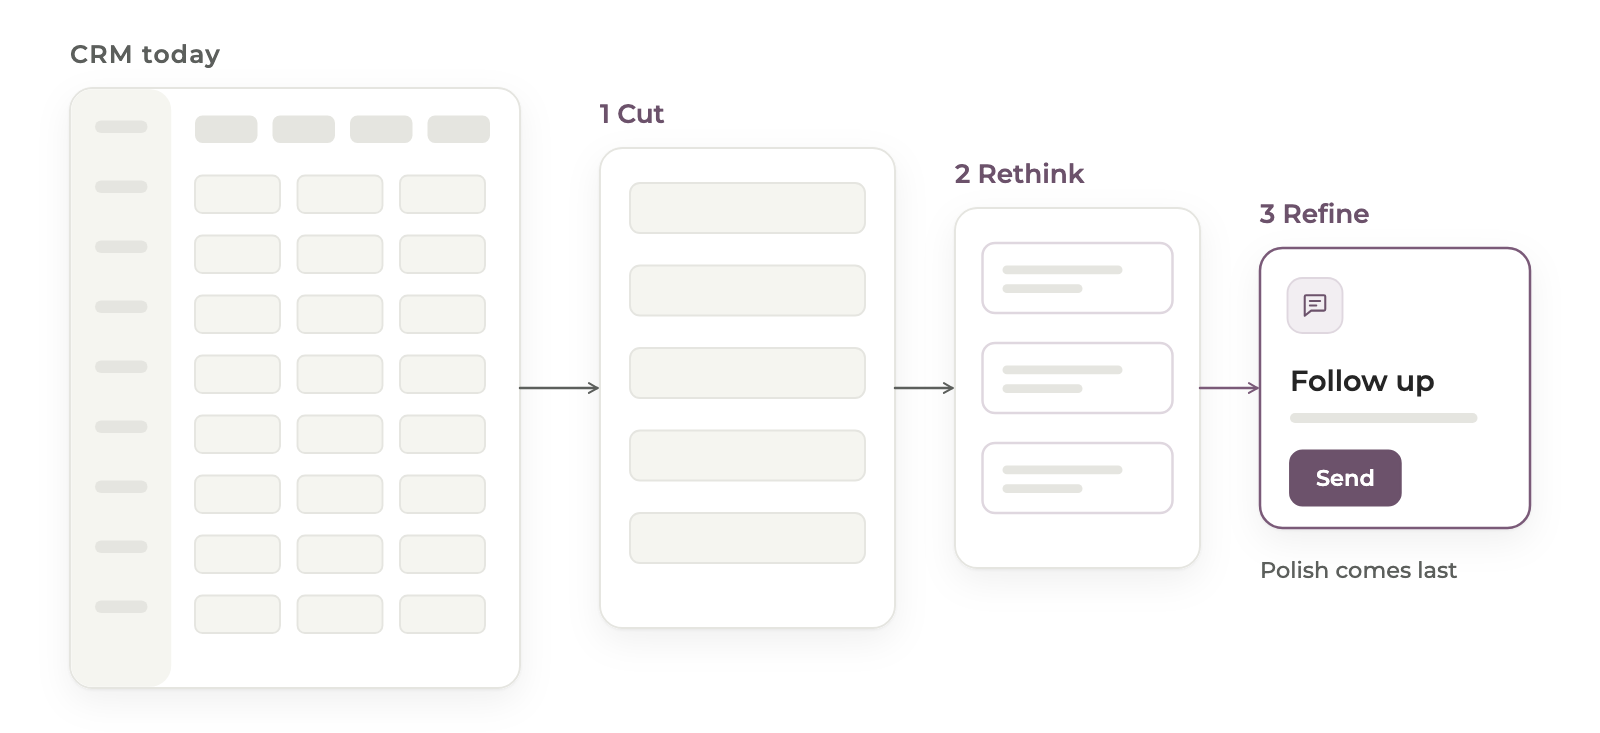 CRM today
1 Cut
2 Rethink
3 Refine
Follow up
Send
Polish comes last